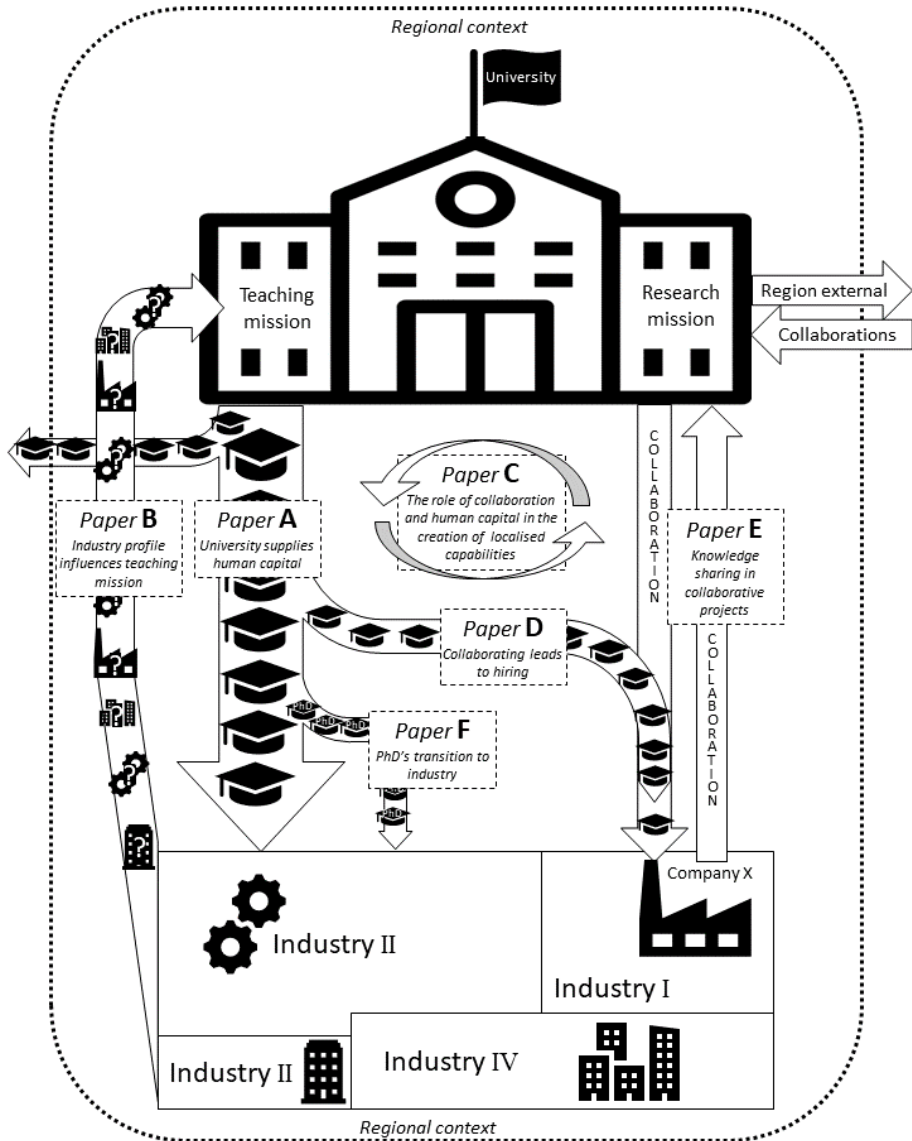 Regional context
University
Teaching
mission
Research
mission
Region external
Collaborations
Paper C
The role of collaboration
and human capital in the
creation of localised
capabilities
Paper B
Industry profile
influences teaching
mission
Paper A
University supplies
human capital
COLLABORATION
Paper E
Knowledge
sharing in
collaborative
projects
COLLABORATION
Paper D
Collaborating leads
to hiring
PhD
PhD
PhD
Paper F
PhD's transition to
industry
PhD
Company X
Industry II
Industry I
Industry II
Industry IV
Regional context